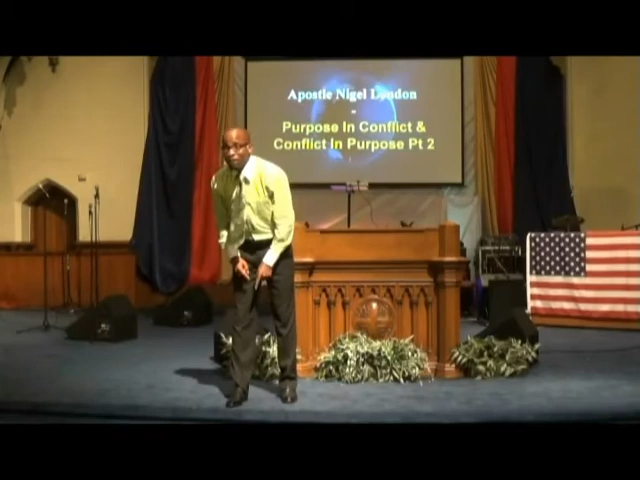 Apostle Nigel London
-
Purpose In Conflict &
Conflict In Purpose Pt 2